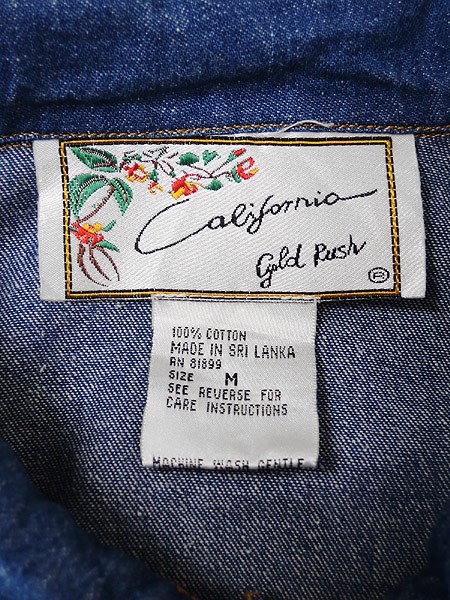 California
Gold Rush
®
100% COTTON
MADE IN SRI LANKA
RN 81899
SIZE M
SEE REVERSE FOR
CARE INSTRUCTIONS
MACHINE WASH GENTLE